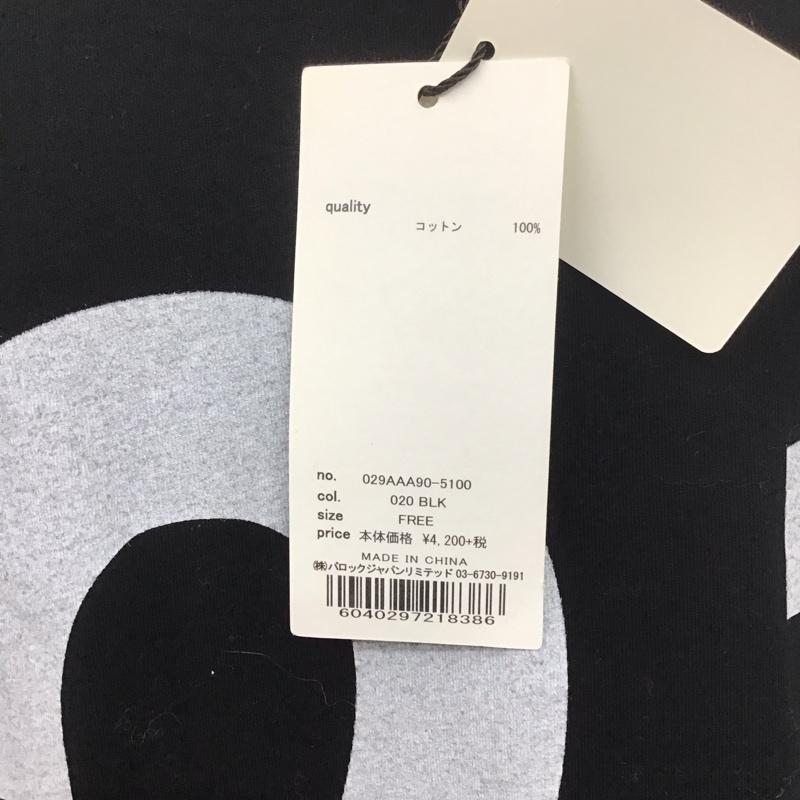 quality
コットン 100%
no. 029AAA90-5100
col. 020 BLK
size FREE
price 本体価格 ¥4,200+税
MADE IN CHINA
㈱バロックジャパンリミテッド 03-6730-9191
6040297218386